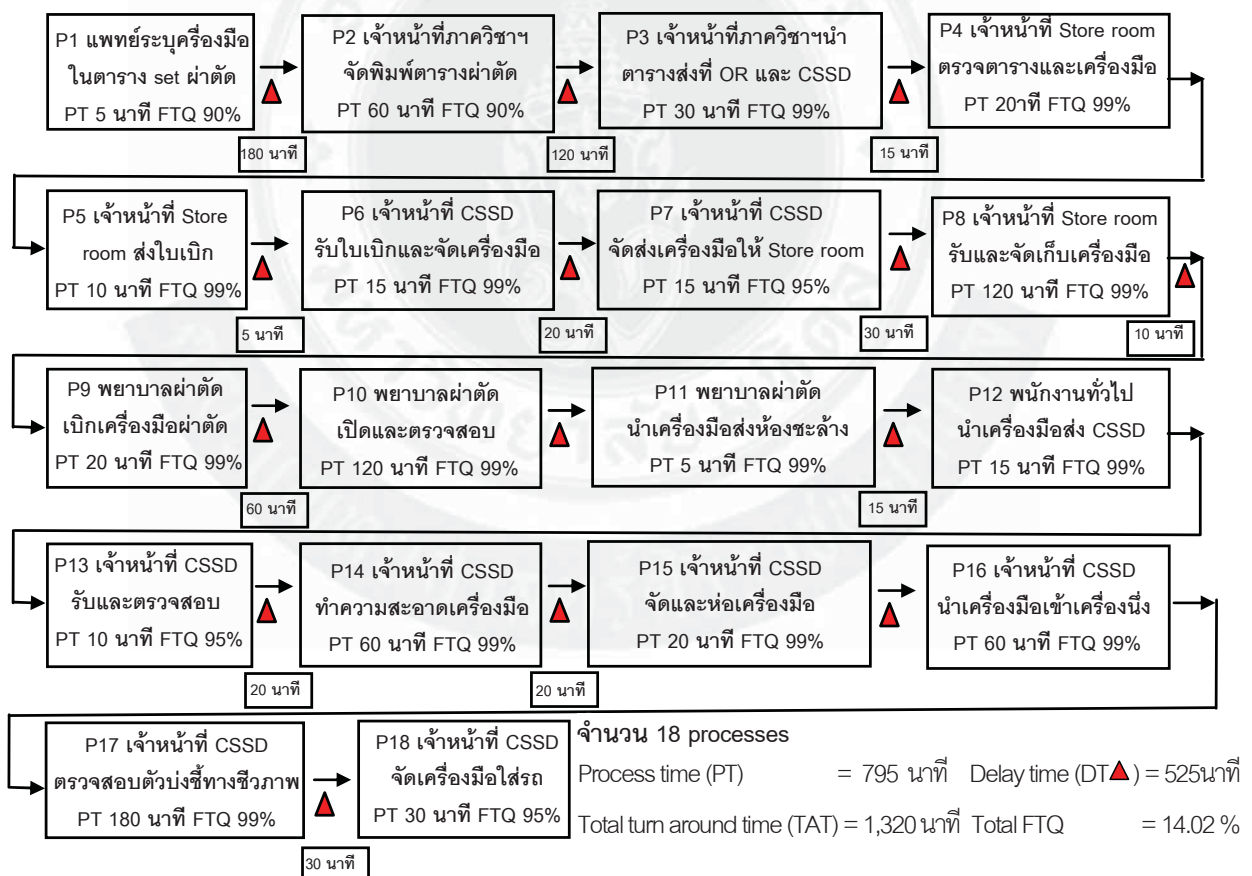 P1 แพทย์ระบุครื่องมือ
ในตาราง set ผ่าตัด
PT 5 นาที FTQ 90%
180 นาที
P2 เจ้าหน้าที่ภาควิชาฯ
จัดพิมพ์ตารางผ่าตัด
PT 60 นาที FTQ 90%
120 นาที
P3 เจ้าหน้าที่ภาควิชาฯนำ
ตารางส่งที่ OR และ CSSD
PT 30 นาที FTQ 99%
15 นาที
P4 เจ้าหน้าที่ Store room
ตรวจตารางและเครื่องมือ
PT 20าที FTQ 99%
P5 เจ้าหน้าที่ Store
room ส่งใบเบิก
PT 10 นาที FTQ 99%
5 นาที
P6 เจ้าหน้าที่ CSSD
รับใบเบิกและจัดเครื่องมือ
PT 15 นาที FTQ 99%
20 นาที
P7 เจ้าหน้าที่ CSSD
จัดส่งเครื่องมือให้ Store room
PT 15 นาที FTQ 95%
30 นาที
P8 เจ้าหน้าที่ Store room
รับและจัดเก็บเครื่องมือ
PT 120 นาที FTQ 99%
10 นาที
P9 พยาบาลผ่าตัด
เบิกเครื่องมือผ่าตัด
PT 20 นาที FTQ 99%
60 นาที
P10 พยาบาลผ่าตัด
เปิดและตรวจสอบ
PT 120 นาที FTQ 99%
P11 พยาบาลผ่าตัด
นำเครื่องมือส่งห้องชะล้าง
PT 5 นาที FTQ 99%
15 นาที
P12 พนักงานทั่วไป
นำเครื่องมือส่ง CSSD
PT 15 นาที FTQ 99%
P13 เจ้าหน้าที่ CSSD
รับและตรวจสอบ
PT 10 นาที FTQ 95%
20 นาที
P14 เจ้าหน้าที่ CSSD
ทำความสะอาดเครื่องมือ
PT 60 นาที FTQ 99%
20 นาที
P15 เจ้าหน้าที่ CSSD
จัดและห่อเครื่องมือ
PT 20 นาที FTQ 99%
P16 เจ้าหน้าที่ CSSD
นำเครื่องมือเข้าเครื่องนึ่ง
PT 60 นาที FTQ 99%
P17 เจ้าหน้าที่ CSSD
ตรวจสอบตัวบ่งชี้ทางชีวภาพ
PT 180 นาที FTQ 99%
30 นาที
P18 เจ้าหน้าที่ CSSD
จัดเครื่องมือใส่รถ
PT 30 นาที FTQ 95%
จำนวน 18 processes
Process time (PT) = 795 นาที Delay time (DT▲) = 525นาที
Total turn around time (TAT) = 1,320 นาที Total FTQ = 14.02 %